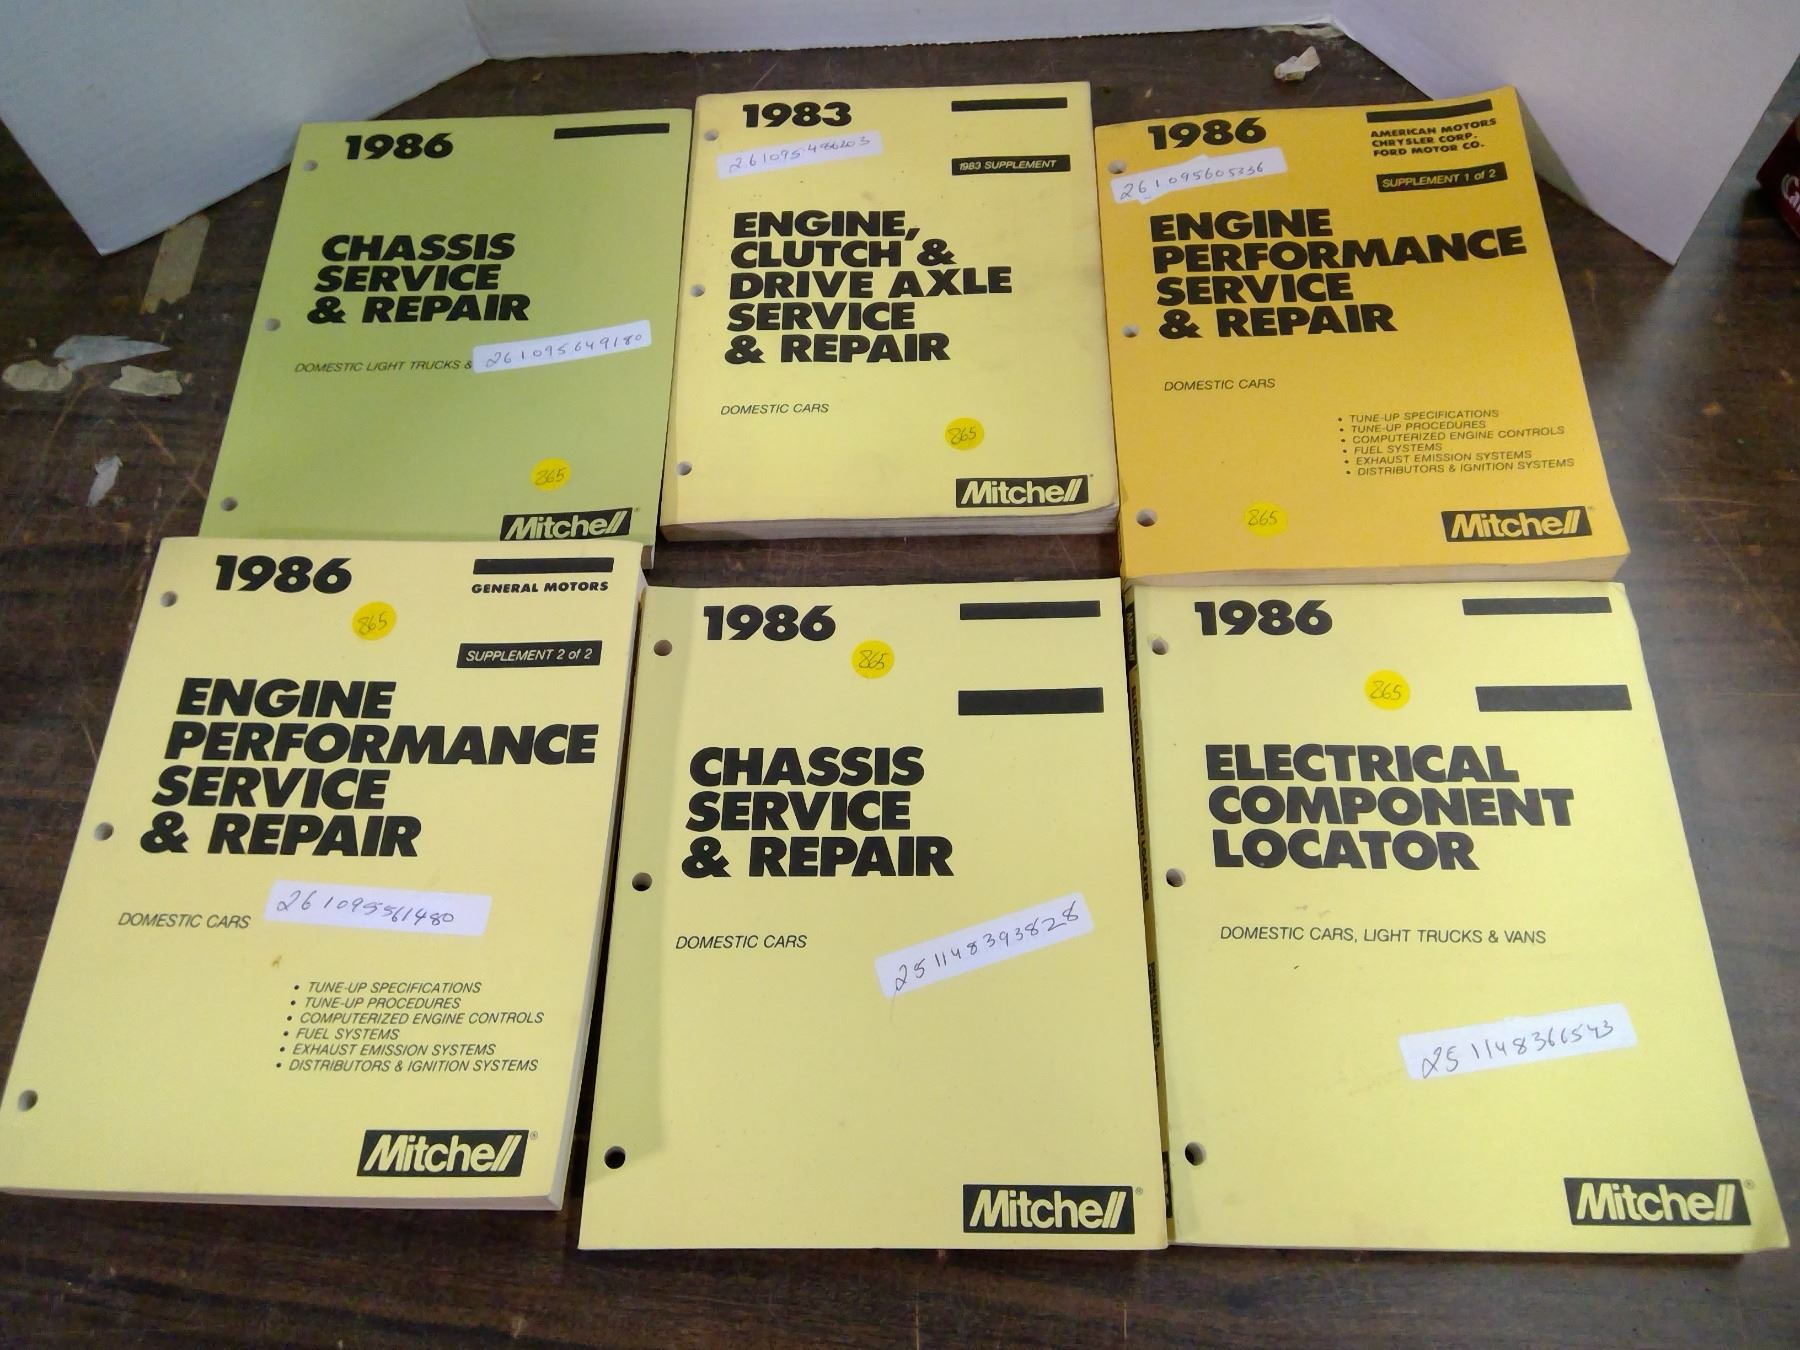 1986
CHASSIS
SERVICE
& REPAIR
DOMESTIC LIGHT TRUCKS &
261095649180
865
Mitchell
1983
261095486203
1983 SUPPLEMENT
ENGINE,
CLUTCH &
DRIVE AXLE
SERVICE
& REPAIR
DOMESTIC CARS
865
Mitchell
1986
AMERICAN MOTORS
CHRYSLER CORP.
FORD MOTOR CO.
261095605336
SUPPLEMENT 1 of 2
ENGINE
PERFORMANCE
SERVICE
& REPAIR
DOMESTIC CARS
• TUNE-UP SPECIFICATIONS
• TUNE-UP PROCEDURES
• COMPUTERIZED ENGINE CONTROLS
• FUEL SYSTEMS
• EXHAUST EMISSION SYSTEMS
• DISTRIBUTORS & IGNITION SYSTEMS
865
Mitchell
1986
GENERAL MOTORS
865
SUPPLEMENT 2 of 2
ENGINE
PERFORMANCE
SERVICE
& REPAIR
DOMESTIC CARS
261095561480
• TUNE-UP SPECIFICATIONS
• TUNE-UP PROCEDURES
• COMPUTERIZED ENGINE CONTROLS
• FUEL SYSTEMS
• EXHAUST EMISSION SYSTEMS
• DISTRIBUTORS & IGNITION SYSTEMS
Mitchell®
1986
865
CHASSIS
SERVICE
& REPAIR
DOMESTIC CARS
251148393828
Mitchell®
1986
865
ELECTRICAL
COMPONENT
LOCATOR
DOMESTIC CARS, LIGHT TRUCKS & VANS
251148366543
Mitchell®